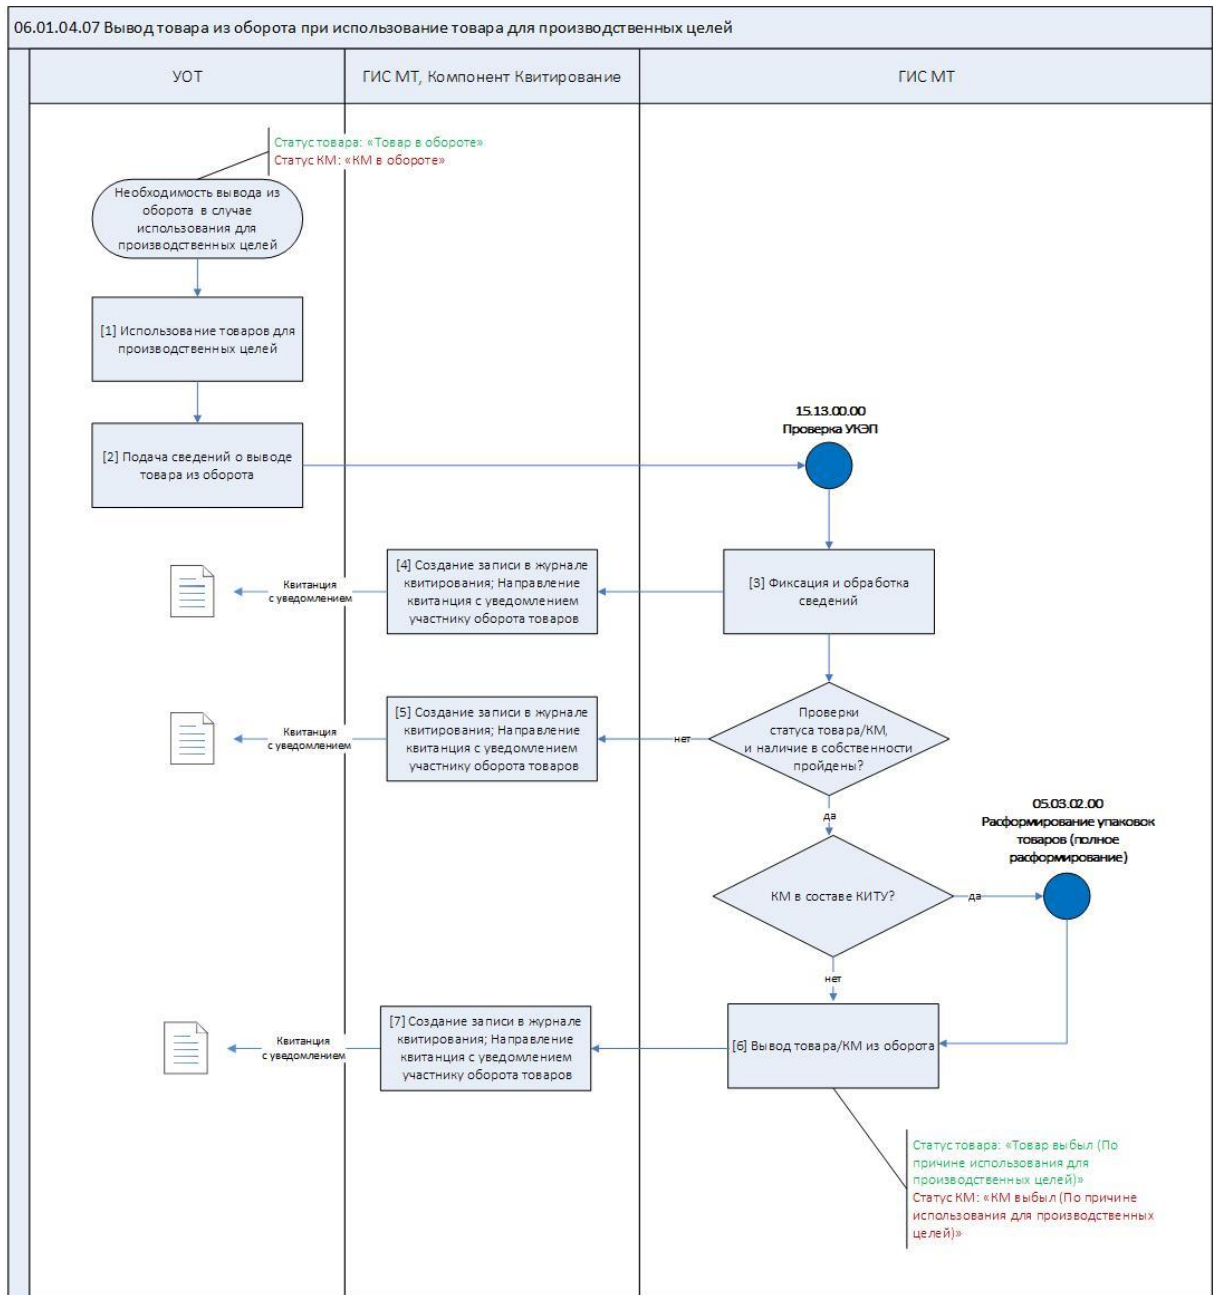 06.01.04.07 Вывод товара из оборота при использование товара для производственных целей
УОТ
ГИС МТ, Компонент Квитирование
ГИС МТ
Статус товара: «Товар в обороте»
Статус КМ: «КМ в обороте»
Необходимость вывода из
оборота в случае
использования для
производственных целей
[1] Использование товаров для
производственных целей
[2] Подача сведений о выводе
товара из оборота
15.13.00.00
Проверка УКЭП
[3] Фиксация и обработка
сведений
[4] Создание записи в журнале
квитирования; Направление
квитанция с уведомлением
участнику оборота товаров
Квитанция
с уведомлением
Проверки
статуса товара/КМ,
и наличие в собственности
пройдены?
нет
[5] Создание записи в журнале
квитирования; Направление
квитанция с уведомлением
участнику оборота товаров
Квитанция
с уведомлением
да
КМ в составе КИТУ?
да
05.03.02.00
Расформирование упаковок
товаров (полное
расформирование)
нет
[6] Вывод товара/КМ из оборота
[7] Создание записи в журнале
квитирования; Направление
квитанция с уведомлением
участнику оборота товаров
Квитанция
с уведомлением
Статус товара: «Товар выбыл (По
причине использования для
производственных целей)»
Статус КМ: «КМ выбыл (По причине
использования для производственных
целей)»